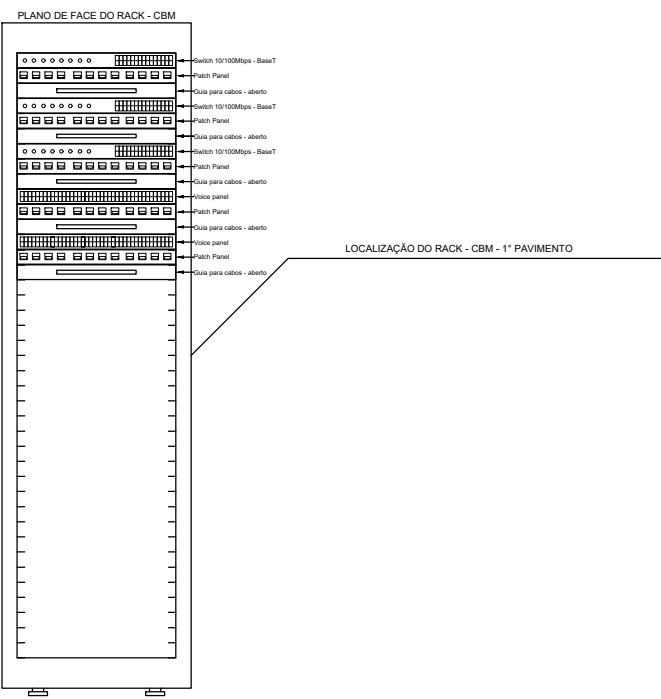 PLANO DE FACE DO RACK - CBM
Switch 10/100Mbps - BaseT
Patch Panel
Guia para cabos - aberto
Switch 10/100Mbps - BaseT
Patch Panel
Guia para cabos - aberto
Switch 10/100Mbps - BaseT
Patch Panel
Guia para cabos - aberto
Voice panel
Patch Panel
Guia para cabos - aberto
Voice panel
Patch Panel
Guia para cabos - aberto
LOCALIZAÇÃO DO RACK - CBM - 1° PAVIMENTO